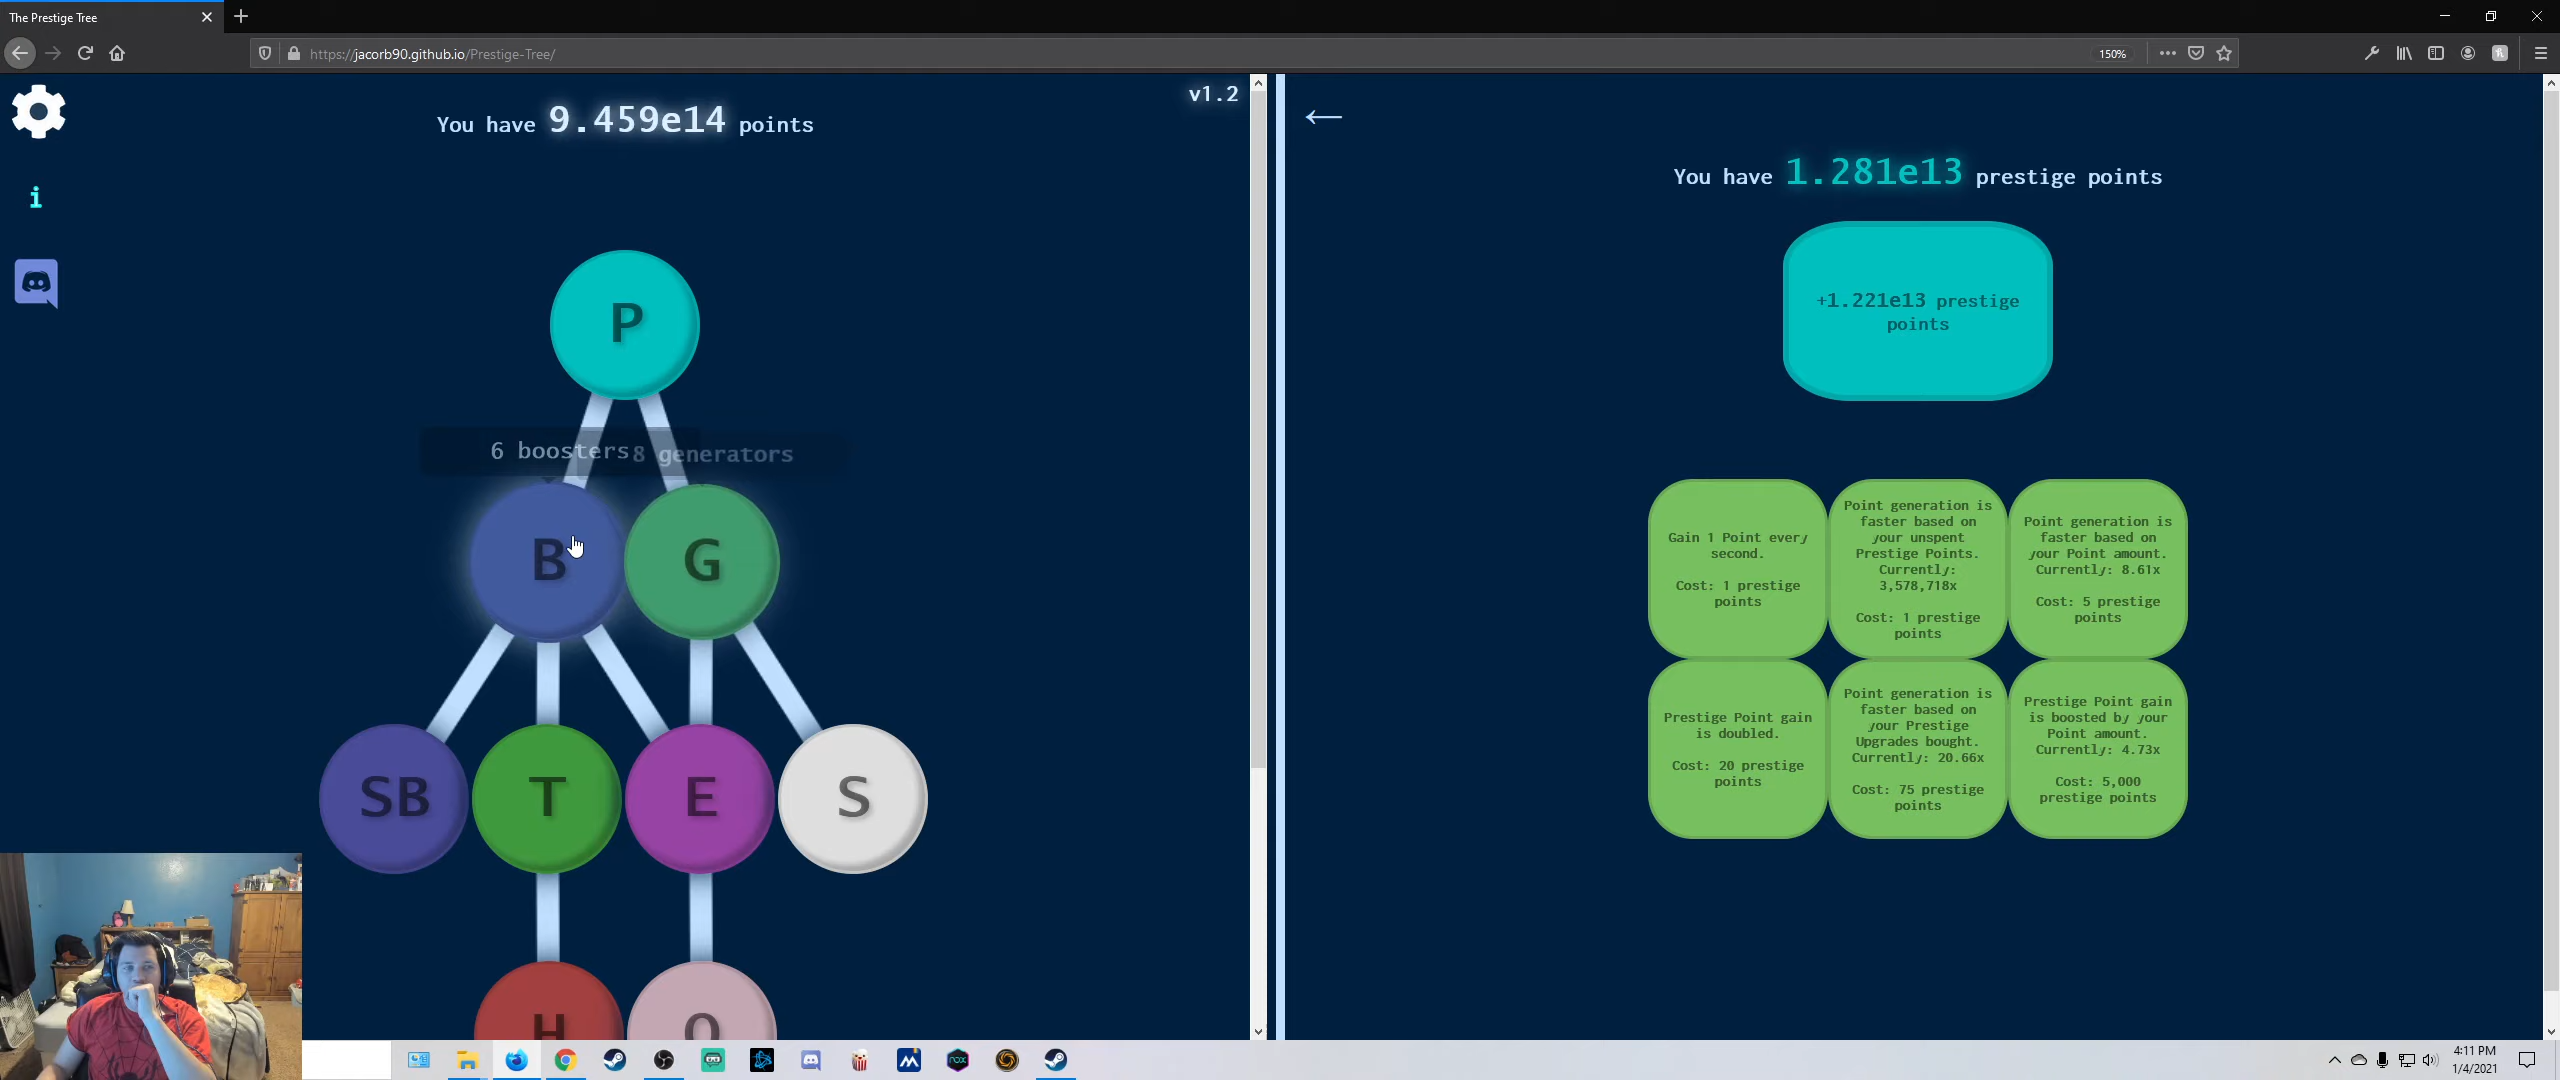 The Prestige Tree
https://jacorb90.github.io/Prestige-Tree/
150%
You have 9.459e14 points
v1.2
i
P
6 boosters
8 generators
B
G
SB
T
E
S
H
Q
You have 1.281e13 prestige points
+1.221e13 prestige
points
Gain 1 Point every
second.
Cost: 1 prestige
points
Point generation is
faster based on
your unspent
Prestige Points.
Currently:
3,578,718x
Cost: 1 prestige
points
Point generation is
faster based on
your Point amount.
Currently: 8.61x
Cost: 5 prestige
points
Prestige Point gain
is doubled.
Cost: 20 prestige
points
Point generation is
faster based on
your Prestige
Upgrades bought.
Currently: 20.66x
Cost: 75 prestige
points
Prestige Point gain
is boosted by your
Point amount.
Currently: 4.73x
Cost: 5,000
prestige points
nox
4:11 PM
1/4/2021